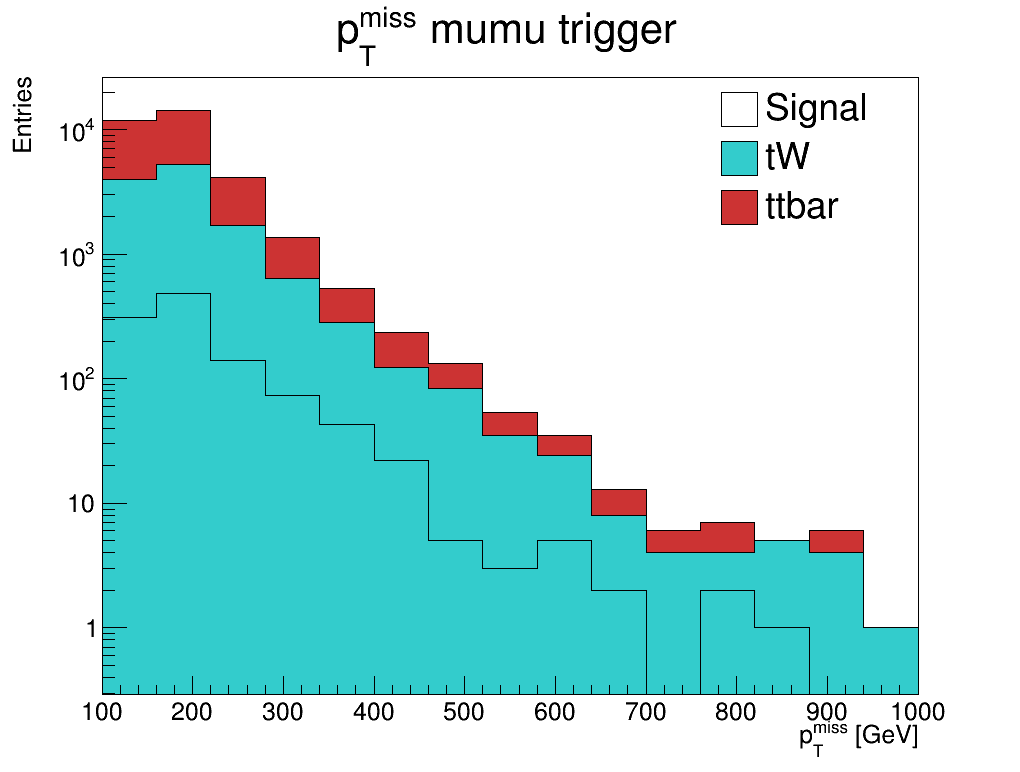 p_T^miss mumu trigger
Entries
Signal
tW
ttbar
10^4
10^3
10^2
10
1
100 200 300 400 500 600 700 800 900 1000
p_T^miss [GeV]